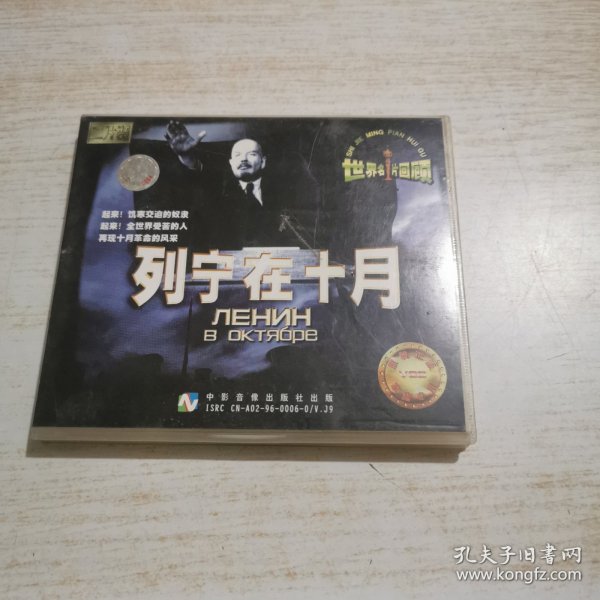 SHI JIE MING PIAN HUI GU
世界名片回顾
起来！饥寒交迫的奴隶
起来！全世界受苦的人
再现十月革命的风采
列宁在十月
ЛЕНИН
В ОКТЯбРЕ
中影音像出版社出版
ISRC CN-A02-96-0006-0/V.J9
孔夫子旧书网
www.kongfz.com